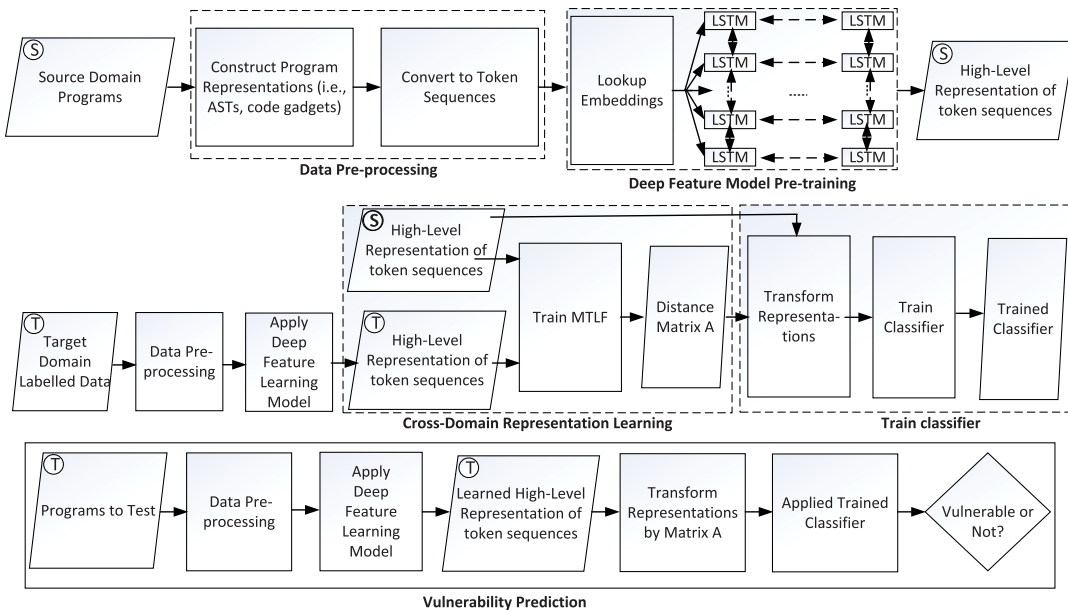 S
Source Domain
Programs
Construct Program
Representations (i.e.,
ASTs, code gadgets)
Convert to Token
Sequences
Data Pre-processing
Lookup
Embeddings
LSTM
LSTM
LSTM
LSTM
.....
LSTM
LSTM
LSTM
LSTM
Deep Feature Model Pre-training
S
High-Level
Representation of
token sequences
S
High-Level
Representation of
token sequences
T
Target
Domain
Labelled Data
Data Pre-
processing
Apply
Deep
Feature
Learning
Model
T
High-Level
Representation of
token sequences
Train MTLF
Distance
Matrix A
Cross-Domain Representation Learning
Transform
Representa-
tions
Train
Classifier
Trained
Classifier
Train classifier
T
Programs to Test
Data Pre-
processing
Apply
Deep
Feature
Learning
Model
T
Learned High-Level
Representation of
token sequences
Transform
Representations
by Matrix A
Applied Trained
Classifier
Vulnerable or
Not?
Vulnerability Prediction